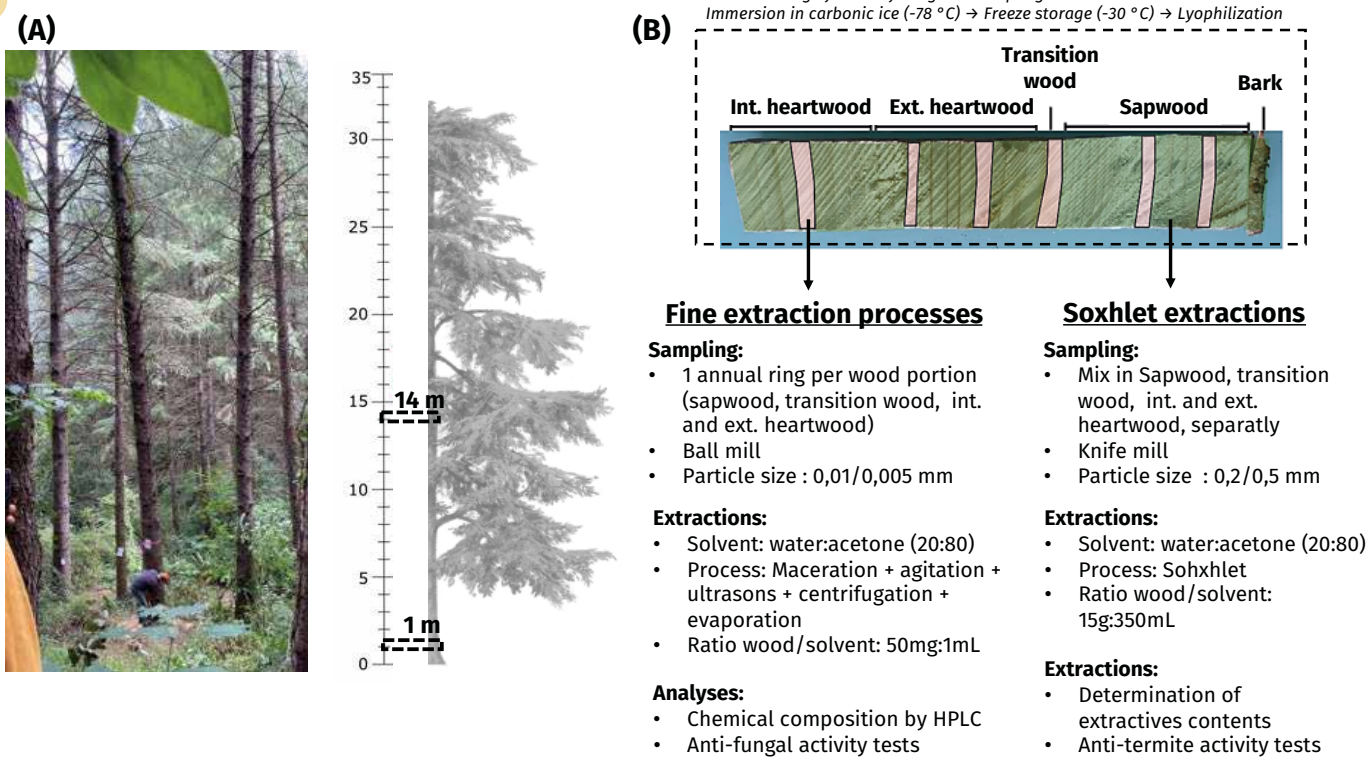 (A)
35
30
25
20
15
14 m
10
5
1 m
0
(B)
Immersion in carbonic ice (-78 °C) → Freeze storage (-30 °C) → Lyophilization
Transition
wood
Bark
Int. heartwood
Ext. heartwood
Sapwood
Fine extraction processes
Sampling:
• 1 annual ring per wood portion
(sapwood, transition wood, int.
and ext. heartwood)
• Ball mill
• Particle size : 0,01/0,005 mm
Extractions:
• Solvent: water:acetone (20:80)
• Process: Maceration + agitation +
ultrasons + centrifugation +
evaporation
• Ratio wood/solvent: 50mg:1mL
Analyses:
• Chemical composition by HPLC
• Anti-fungal activity tests
Soxhlet extractions
Sampling:
• Mix in Sapwood, transition
wood, int. and ext.
heartwood, separatly
• Knife mill
• Particle size : 0,2/0,5 mm
Extractions:
• Solvent: water:acetone (20:80)
• Process: Sohxhlet
• Ratio wood/solvent:
15g:350mL
Extractions:
• Determination of
extractives contents
• Anti-termite activity tests